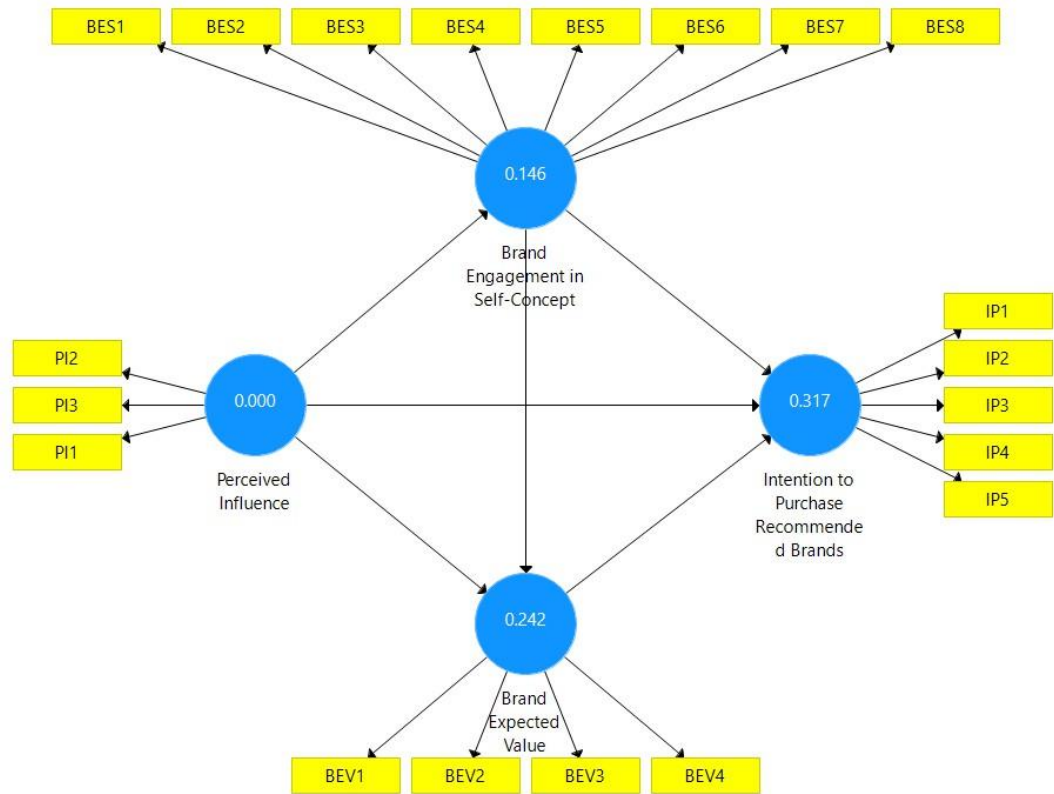 BES1 BES2 BES3 BES4 BES5 BES6 BES7 BES8
0.146
Brand
Engagement in
Self-Concept
PI2
PI3
PI1
0.000
Perceived
Influence
0.317
Intention to
Purchase
Recommende
d Brands
IP1
IP2
IP3
IP4
IP5
0.242
Brand
Expected
Value
BEV1 BEV2 BEV3 BEV4